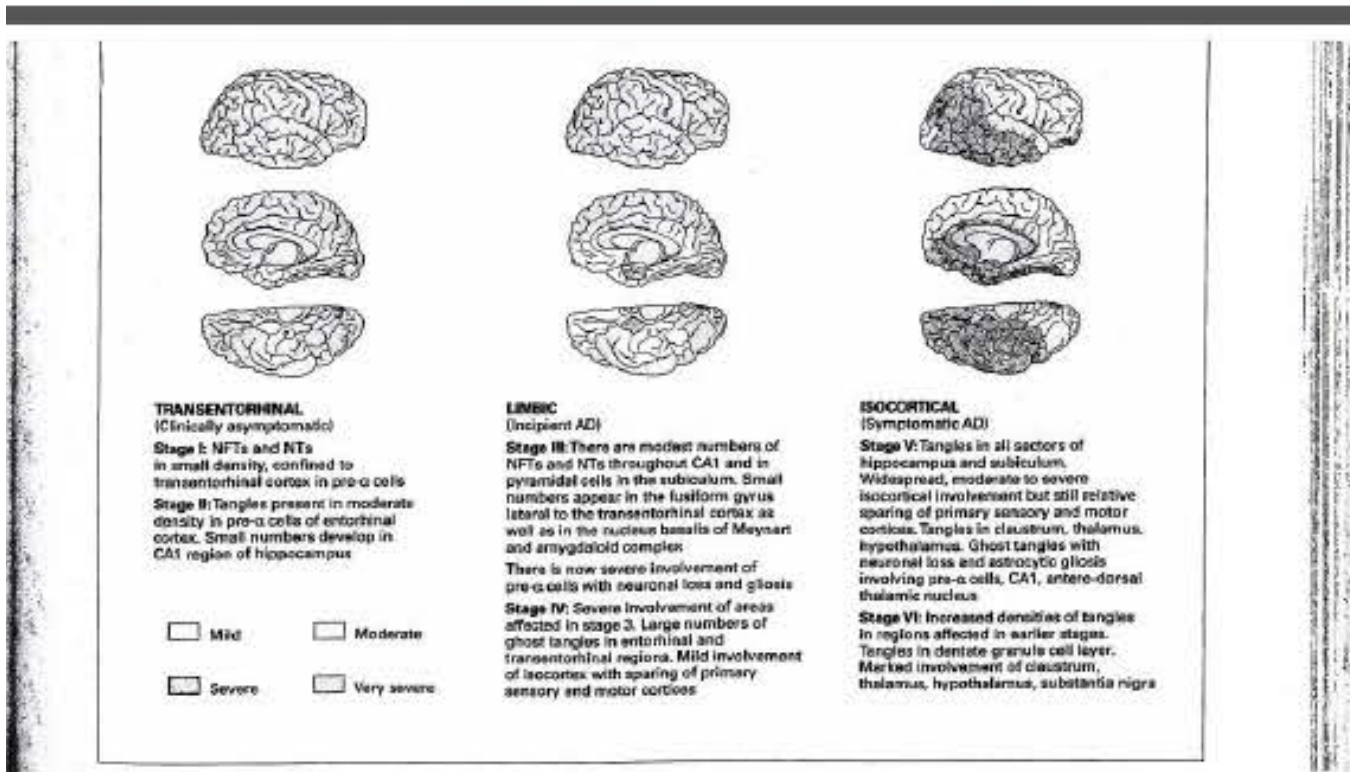 TRANSENTORHINAL
(Clinically asymptomatic)
Stage I: NFTs and NTs
in small density, confined to
transentorhinal cortex in pre-α cells
Stage II: Tangles present in moderate
density in pre-α cells of entorhinal
cortex. Small numbers develop in
CA1 region of hippocampus
Mild
Moderate
Severe
Very severe
LIMBIC
(Incipient AD)
Stage III: There are modest numbers of
NFTs and NTs throughout CA1 and in
pyramidal cells in the subiculum. Small
numbers appear in the fusiform gyrus
lateral to the transentorhinal cortex as
well as in the nucleus basalis of Meynart
and amygdaloid complex
There is now severe involvement of
pre-α cells with neuronal loss and gliosis
Stage IV: Severe involvement of areas
affected in stage 3. Large numbers of
ghost tangles in entorhinal and
transentorhinal regions. Mild involvement
of isocortex with sparing of primary
sensory and motor cortices
ISOCORTICAL
(Symptomatic AD)
Stage V: Tangles in all sectors of
hippocampus and subiculum.
Widespread, moderate to severe
isocortical involvement but still relative
sparing of primary sensory and motor
cortices. Tangles in claustrum, thalamus,
hypothalamus. Ghost tangles with
neuronal loss and astrocytic gliosis
involving pre-α cells, CA1, antero-dorsal
thalamic nucleus
Stage VI: Increased densities of tangles
in regions affected in earlier stages.
Tangles in dentate granule cell layer.
Marked involvement of claustrum,
thalamus, hypothalamus, substantia nigra